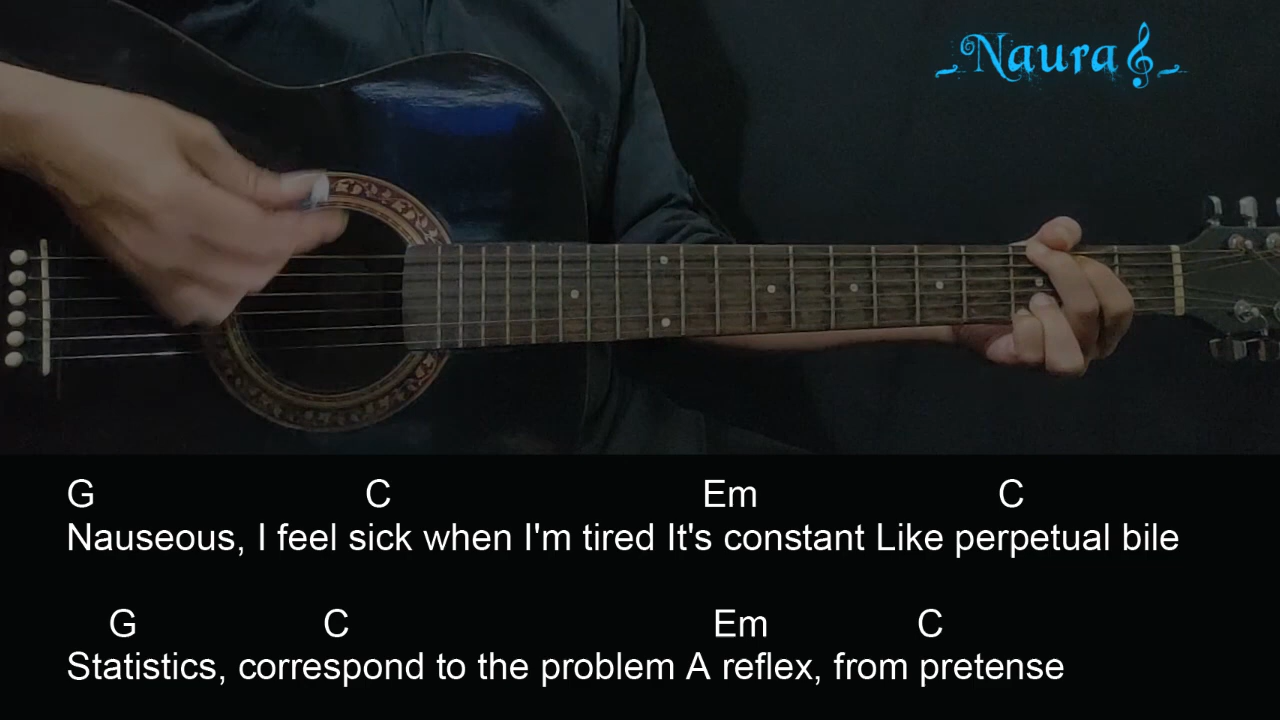 Naura
G C Em C
Nauseous, I feel sick when I'm tired It's constant Like perpetual bile
G C Em C
Statistics, correspond to the problem A reflex, from pretense